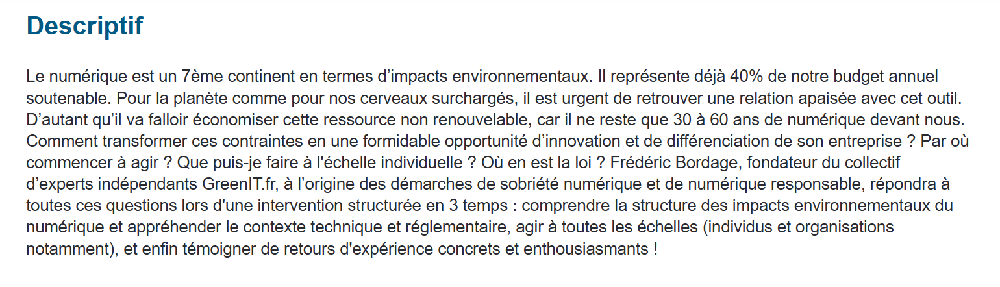 Descriptif
Le numérique est un 7ème continent en termes d’impacts environnementaux. Il représente déjà 40% de notre budget annuel
soutenable. Pour la planète comme pour nos cerveaux surchargés, il est urgent de retrouver une relation apaisée avec cet outil.
D’autant qu’il va falloir économiser cette ressource non renouvelable, car il ne reste que 30 à 60 ans de numérique devant nous.
Comment transformer ces contraintes en une formidable opportunité d’innovation et de différenciation de son entreprise ? Par où
commencer à agir ? Que puis-je faire à l'échelle individuelle ? Où en est la loi ? Frédéric Bordage, fondateur du collectif
d’experts indépendants GreenIT.fr, à l’origine des démarches de sobriété numérique et de numérique responsable, répondra à
toutes ces questions lors d'une intervention structurée en 3 temps : comprendre la structure des impacts environnementaux du
numérique et appréhender le contexte technique et réglementaire, agir à toutes les échelles (individus et organisations
notamment), et enfin témoigner de retours d'expérience concrets et enthousiasmants !